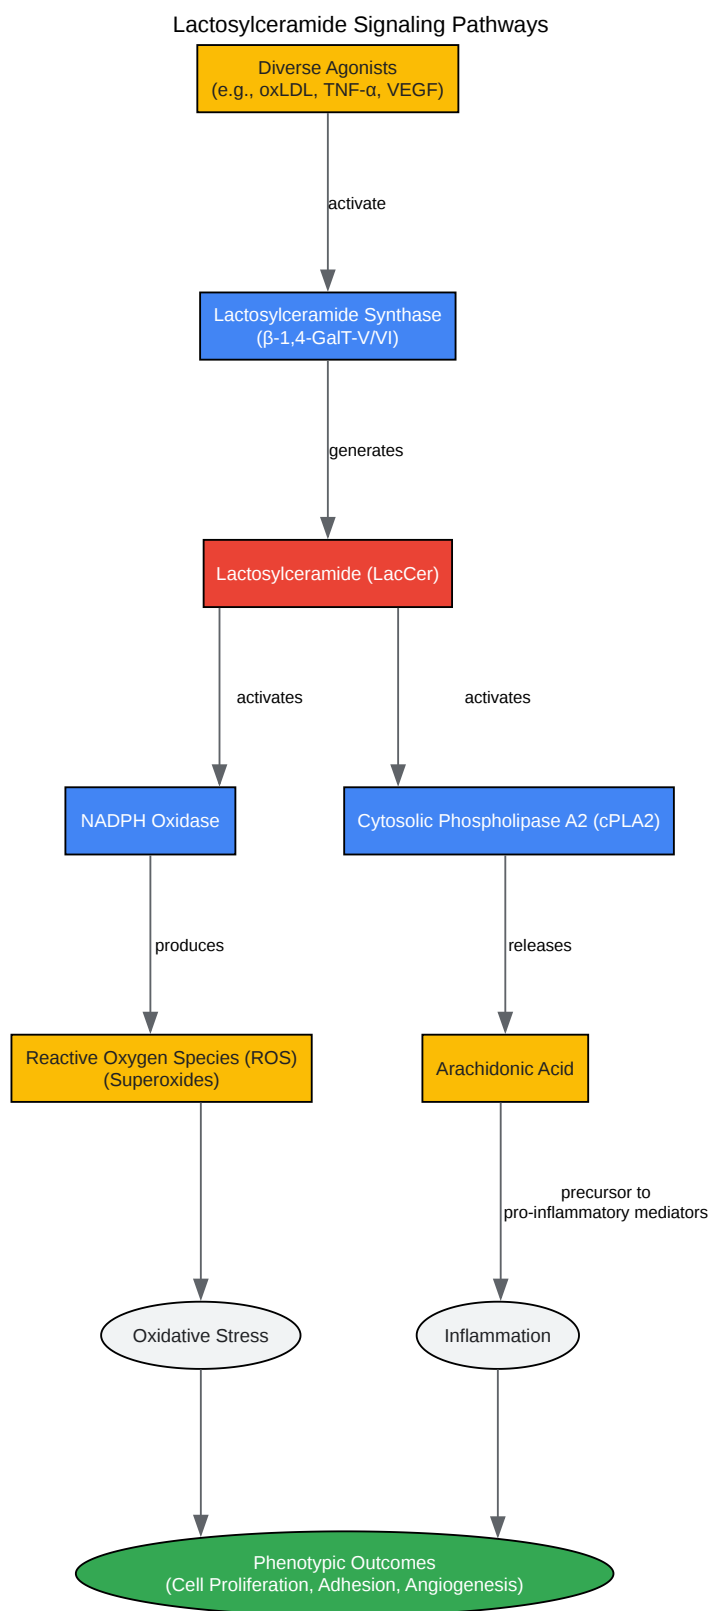 Lactosylceramide Signaling Pathways
Diverse Agonists
(e.g., oxLDL, TNF-α, VEGF)
activate
Lactosylceramide Synthase
(β-1,4-GalT-V/VI)
generates
Lactosylceramide (LacCer)
activates
activates
NADPH Oxidase
Cytosolic Phospholipase A2 (cPLA2)
produces
releases
Reactive Oxygen Species (ROS)
(Superoxides)
Arachidonic Acid
precursor to
pro-inflammatory mediators
Oxidative Stress
Inflammation
Phenotypic Outcomes
(Cell Proliferation, Adhesion, Angiogenesis)